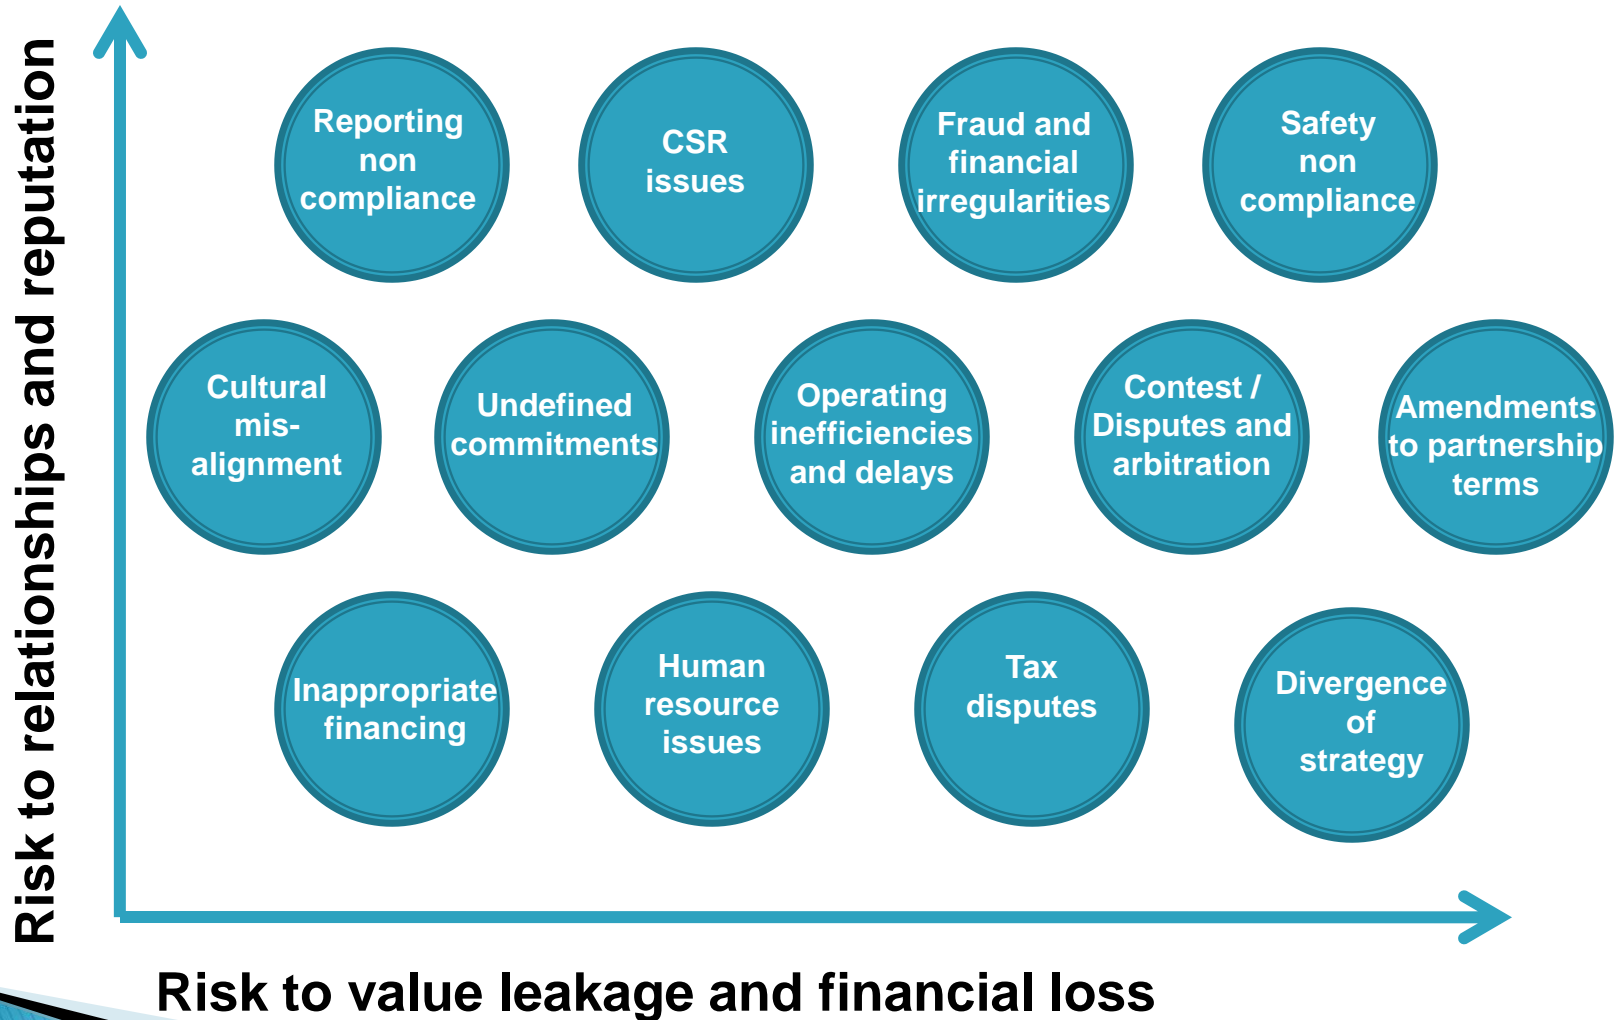 Risk to relationships and reputation
Reporting
non
compliance
CSR
issues
Fraud and
financial
irregularities
Safety
non
compliance
Cultural
mis-
alignment
Undefined
commitments
Operating
inefficiencies
and delays
Contest /
Disputes and
arbitration
Amendments
to partnership
terms
Inappropriate
financing
Human
resource
issues
Tax
disputes
Divergence
of
strategy
Risk to value leakage and financial loss